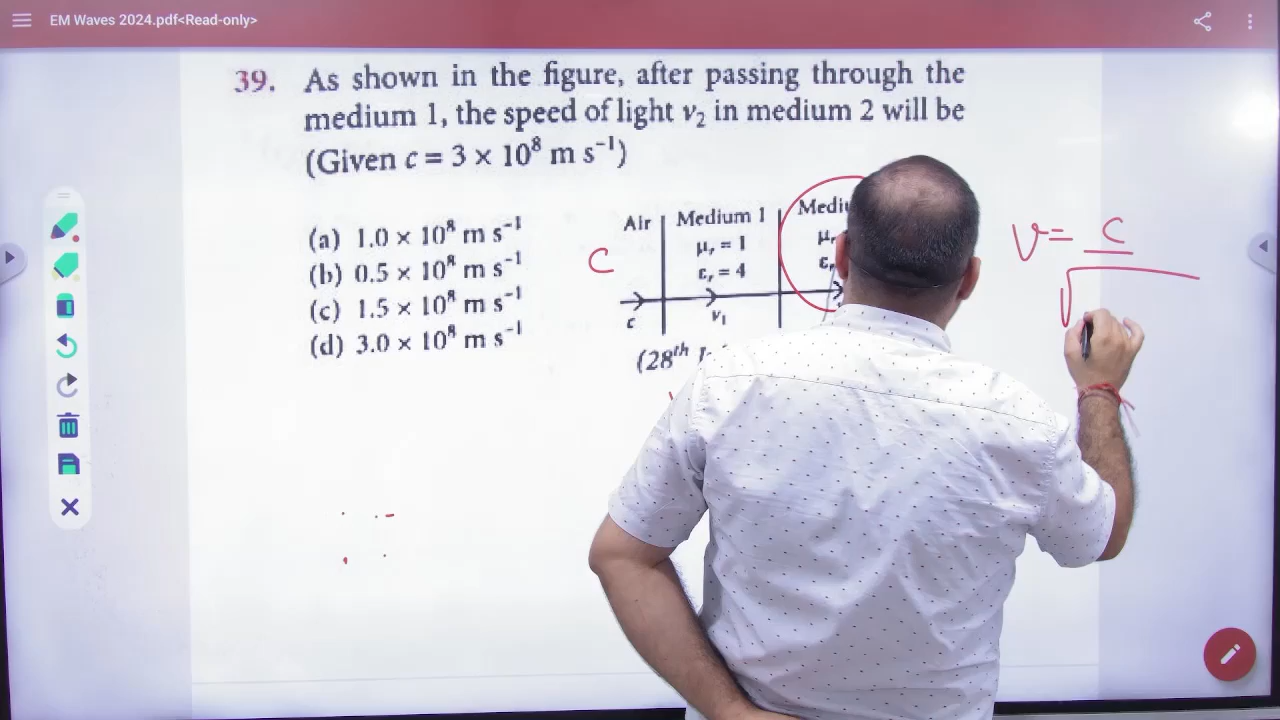 EM Waves 2024.pdf<Read-only>
39. As shown in the figure, after passing through the
medium 1, the speed of light v₂ in medium 2 will be
(Given c = 3 × 10⁸ m s⁻¹)
(a) 1.0 × 10⁸ m s⁻¹
(b) 0.5 × 10⁸ m s⁻¹
(c) 1.5 × 10⁸ m s⁻¹
(d) 3.0 × 10⁸ m s⁻¹
Air Medium 1
μᵣ = 1
εᵣ = 4
c v₁
(28th
C
V = C
√